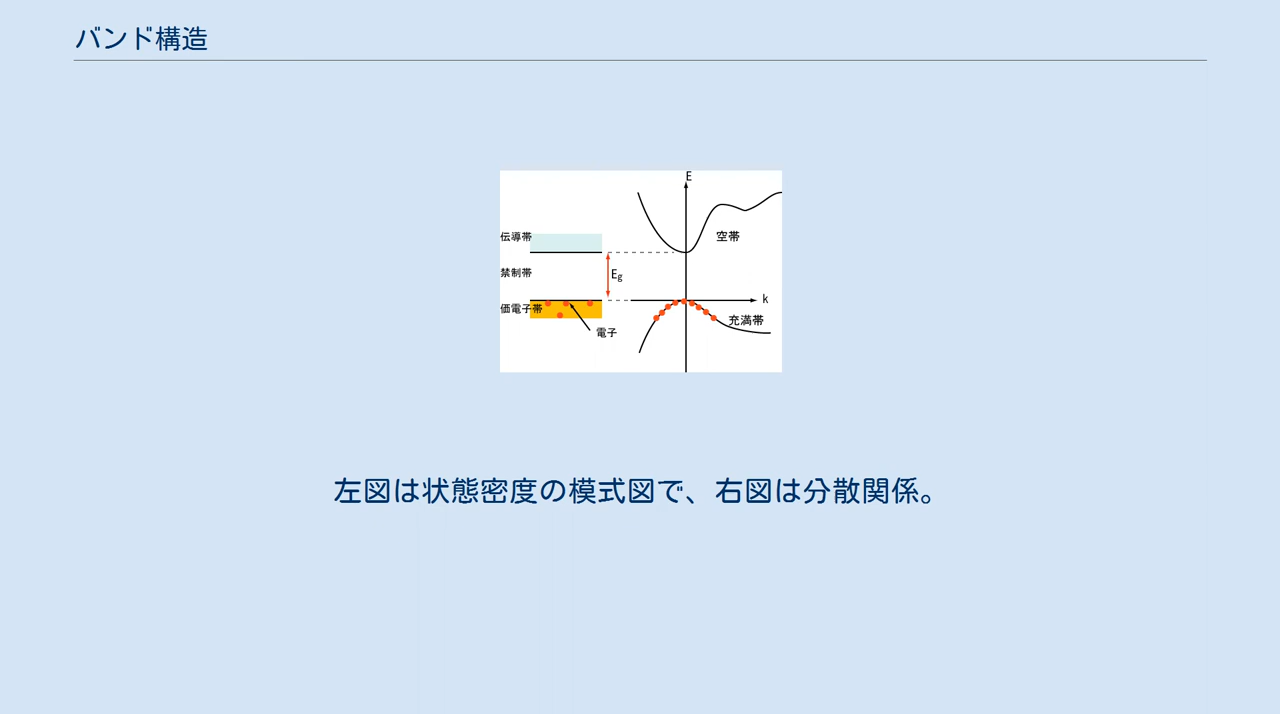 バンド構造
E
伝導帯
空帯
禁制帯
Eg
k
価電子帯
充満帯
電子
左図は状態密度の模式図で、右図は分散関係。